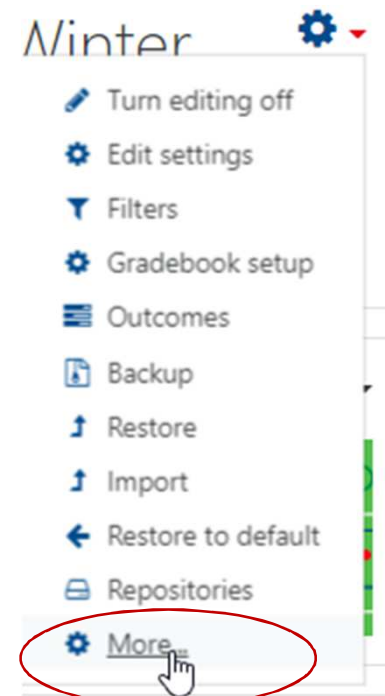 Winter
Turn editing off
Edit settings
Filters
Gradebook setup
Outcomes
Backup
Restore
Import
Restore to default
Repositories
More...